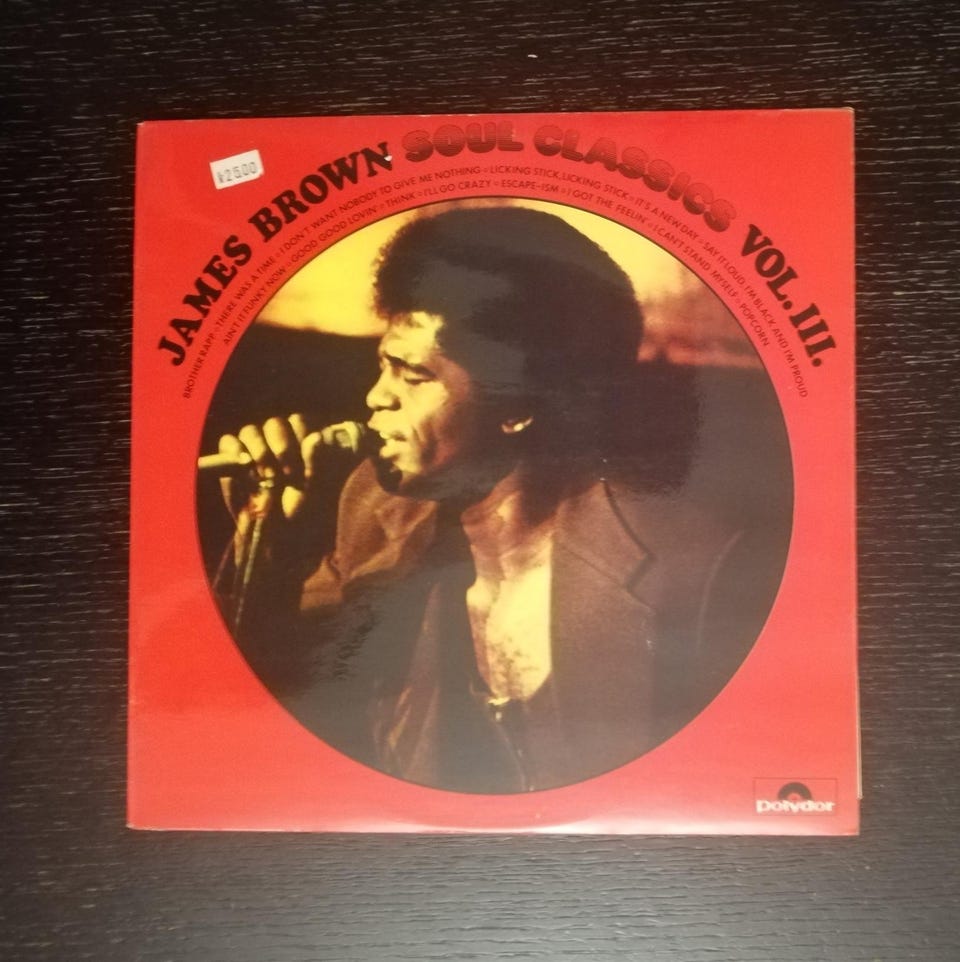 k25.00
JAMES BROWN SOUL CLASSICS VOL. III.
BROTHER RAPP ○ THERE WAS A TIME ○ I DON'T WANT NOBODY TO GIVE ME NOTHING ○ LICKING STICK, LICKING STICK ○ IT'S A NEW DAY ○ SAY IT LOUD, I'M BLACK AND I'M PROUD
AIN'T IT FUNKY NOW ○ GOOD GOOD LOVIN' ○ THINK ○ I'LL GO CRAZY ○ ESCAPE-ISM ○ I GOT THE FEELIN' ○ I CAN'T STAND MYSELF ○ POPCORN
polydor